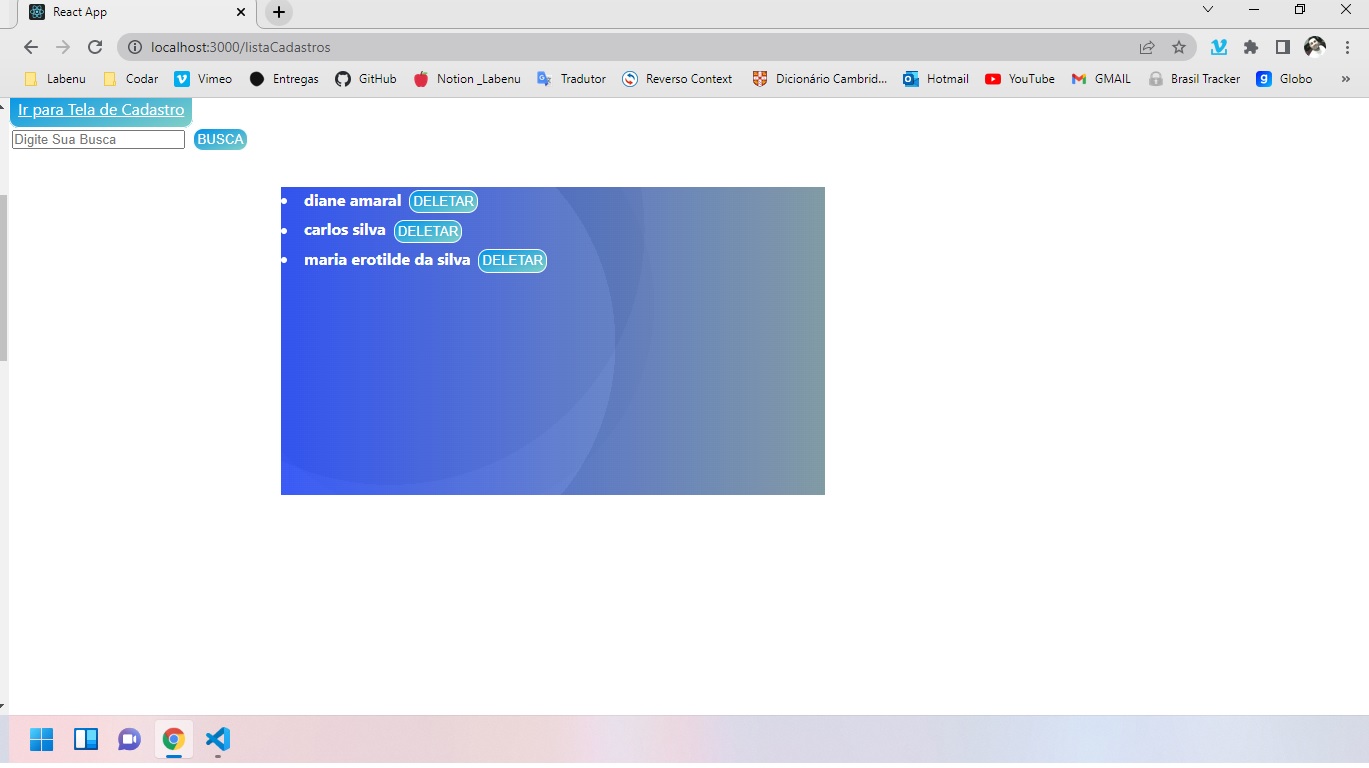 React App
localhost:3000/listaCadastros
Labenu Codar Vimeo Entregas GitHub Notion _Labenu Tradutor Reverso Context Dicionário Cambrid... Hotmail YouTube GMAIL Brasil Tracker Globo »
Ir para Tela de Cadastro
Digite Sua Busca BUSCA
diane amaral DELETAR
carlos silva DELETAR
maria erotilde da silva DELETAR